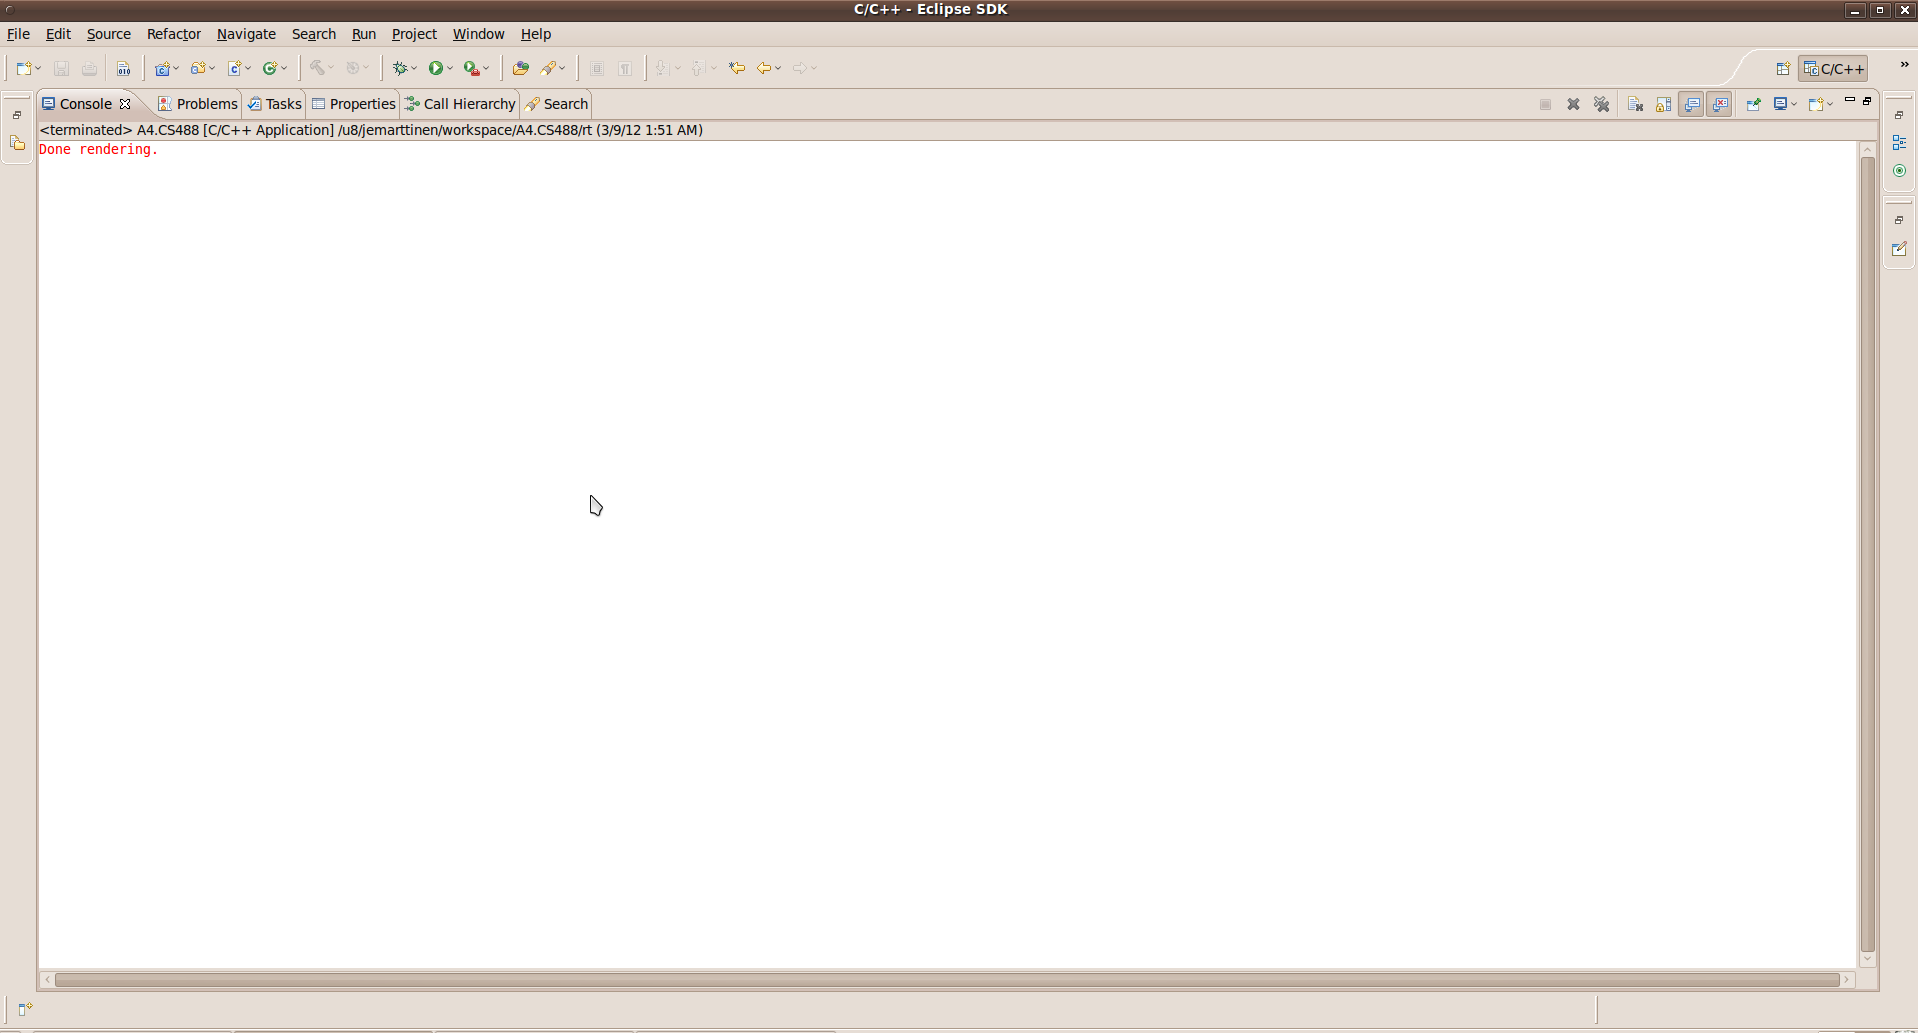 C/C++ - Eclipse SDK
File Edit Source Refactor Navigate Search Run Project Window Help
010
C/C++ »
Console Problems Tasks Properties Call Hierarchy Search
<terminated> A4.CS488 [C/C++ Application] /u8/jemarttinen/workspace/A4.CS488/rt (3/9/12 1:51 AM)
Done rendering.